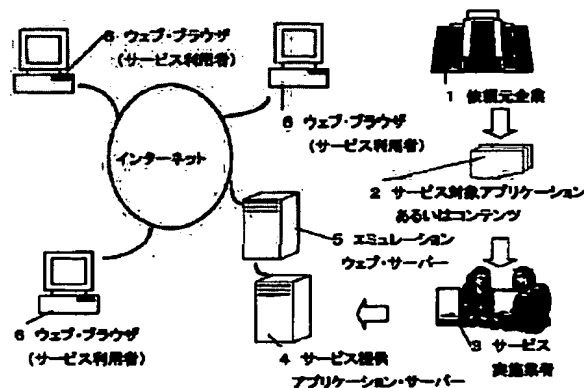 6 ウェブ・ブラウザ
(サービス利用者)
6 ウェブ・ブラウザ
(サービス利用者)
1 依頼元企業
インターネット
2 サービス対象アプリケーション
あるいはコンテンツ
5 エミュレーション
ウェブ・サーバー
6 ウェブ・ブラウザ
(サービス利用者)
4 サービス提供
アプリケーション・サーバー
3 サービス
実施業者